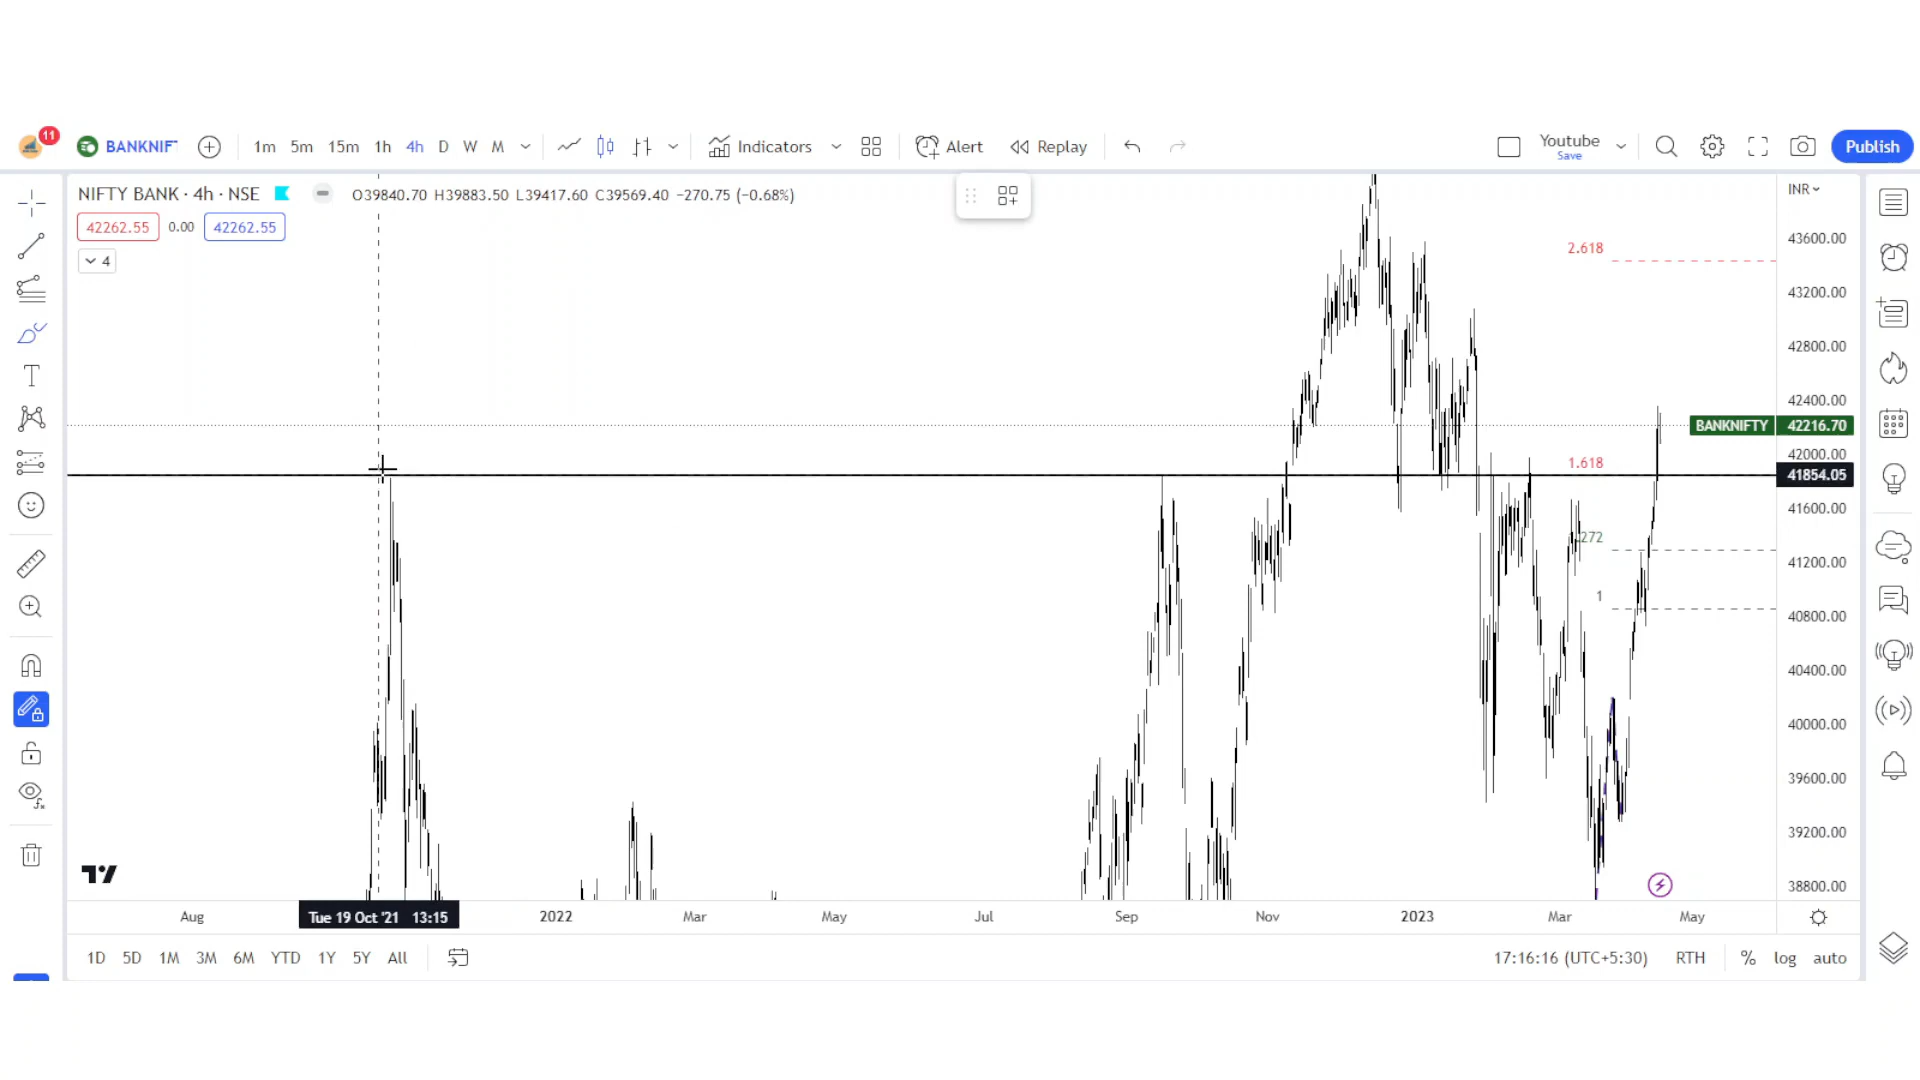 11
BANKNIF
1m 5m 15m 1h 4h D W M
Indicators
Alert
Replay
Youtube
Save
Publish
NIFTY BANK · 4h · NSE
O39840.70 H39883.50 L39417.60 C39569.40 −270.75 (−0.68%)
INR
42262.55 0.00 42262.55
4
2.618
43600.00
43200.00
42800.00
42400.00
BANKNIFTY 42216.70
42000.00
1.618
41854.05
41600.00
272
41200.00
1
40800.00
40400.00
40000.00
39600.00
39200.00
38800.00
Aug Tue 19 Oct '21 13:15 2022 Mar May Jul Sep Nov 2023 Mar May
1D 5D 1M 3M 6M YTD 1Y 5Y All
17:16:16 (UTC+5:30) RTH % log auto